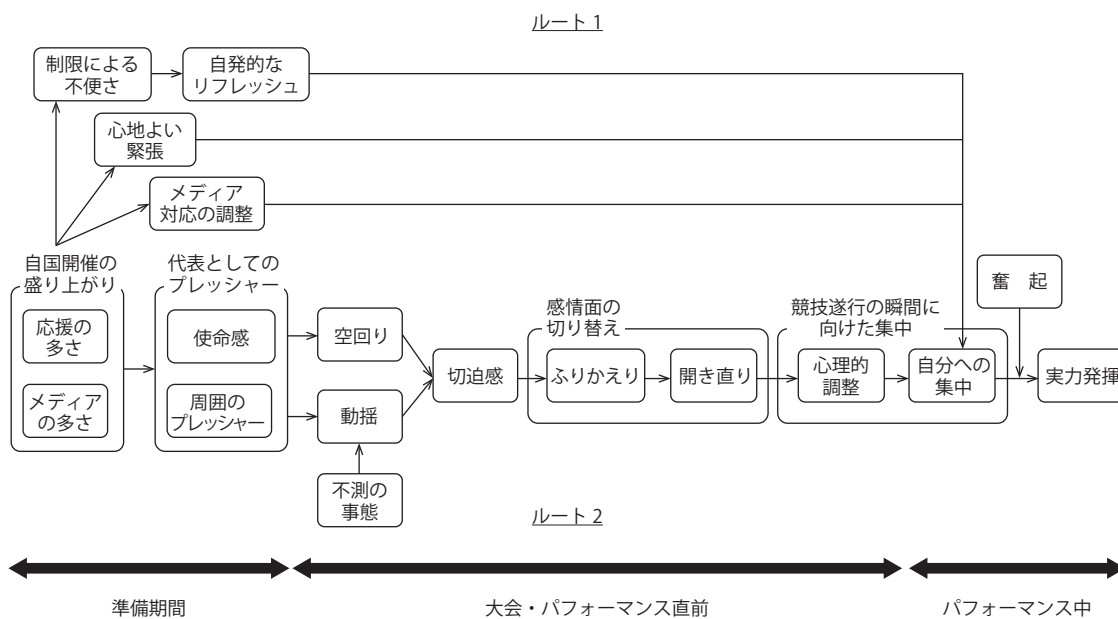 ルート 1
制限による
不便さ
自発的な
リフレッシュ
心地よい
緊張
メディア
対応の調整
自国開催の
盛り上がり
応援の
多さ
メディア
の多さ
代表としての
プレッシャー
使命感
周囲の
プレッシャー
空回り
動揺
不測の
事態
切迫感
感情面の
切り替え
ふりかえり
開き直り
競技遂行の瞬間に
向けた集中
心理的
調整
自分への
集中
奮　起
実力発揮
ルート 2
準備期間
大会・パフォーマンス直前
パフォーマンス中